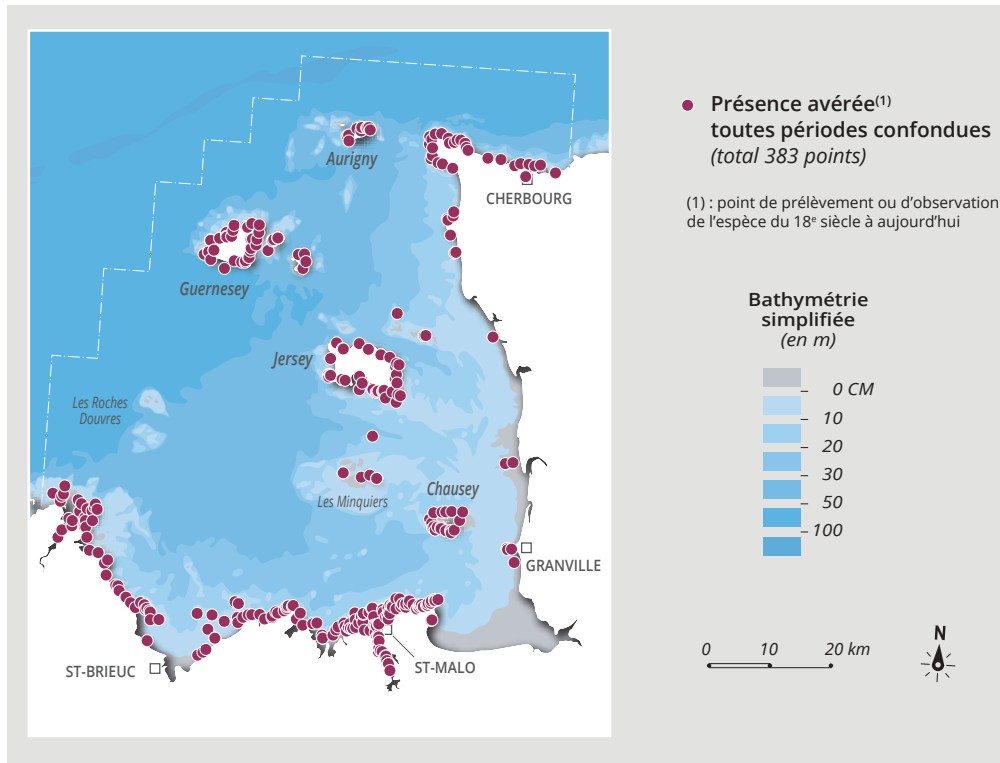 Aurigny
CHERBOURG
Guernesey
Jersey
Les Roches
Douvres
Les Minquiers
Chausey
GRANVILLE
ST-BRIEUC
ST-MALO
Présence avérée(1)
toutes périodes confondues
(total 383 points)
(1) : point de prélèvement ou d'observation
de l'espèce du 18e siècle à aujourd'hui
Bathymétrie
simplifiée
(en m)
0 CM
10
20
30
50
100
0 10 20 km
N